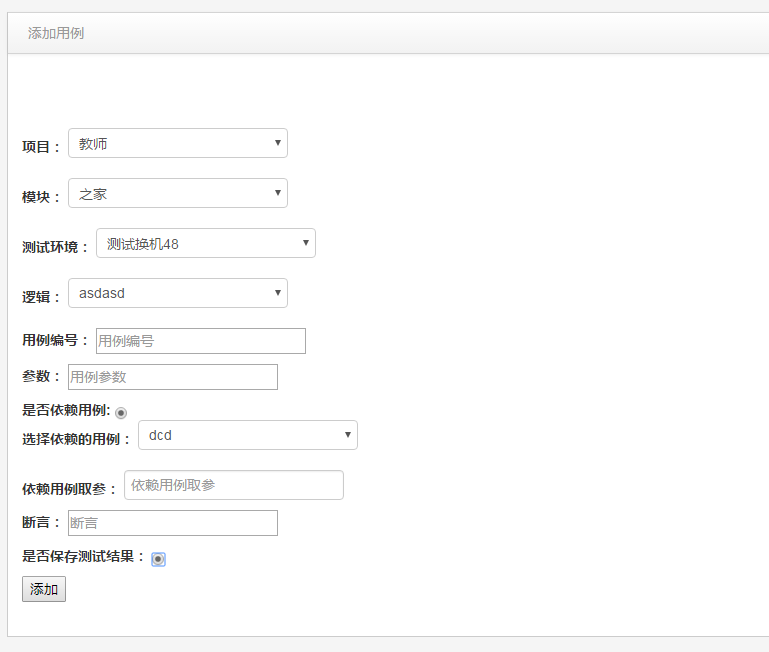 添加用例
项目： 教师
模块： 之家
测试环境： 测试换机48
逻辑： asdasd
用例编号： 用例编号
参数： 用例参数
是否依赖用例:
选择依赖的用例： dcd
依赖用例取参： 依赖用例取参
断言： 断言
是否保存测试结果：
添加